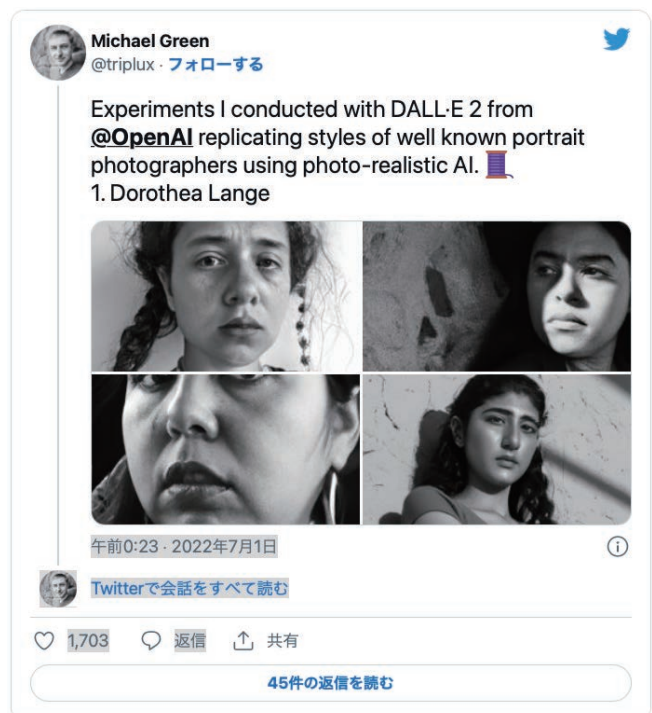 Michael Green
@triplux · フォローする
Experiments I conducted with DALL·E 2 from
@OpenAI replicating styles of well known portrait
photographers using photo-realistic AI. 🧵
1. Dorothea Lange
午前0:23 · 2022年7月1日
Twitterで会話をすべて読む
1,703 返信 共有
45件の返信を読む